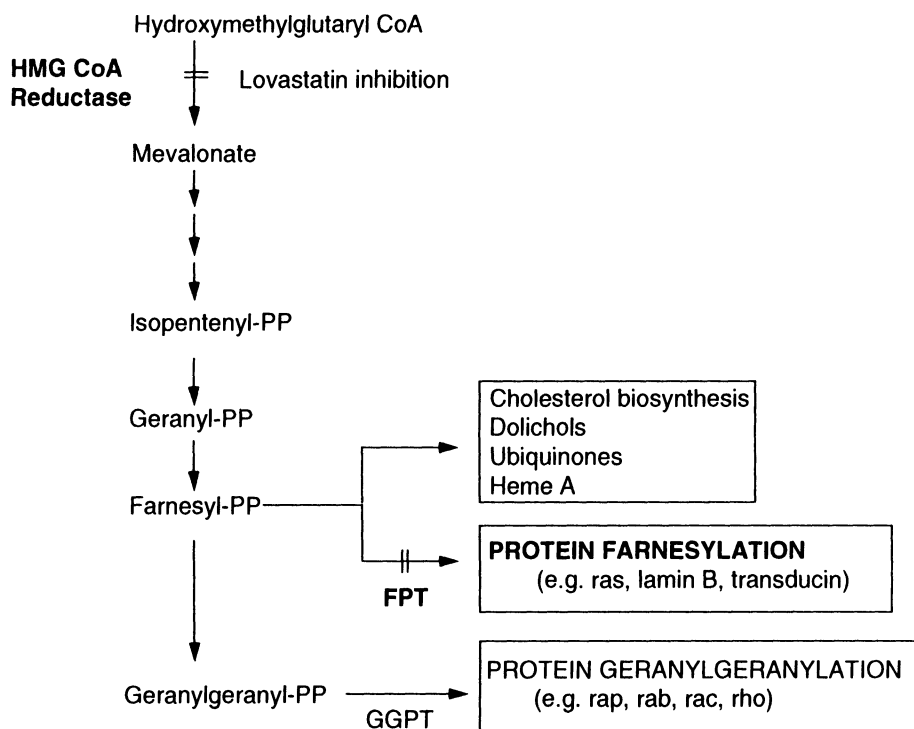 Hydroxymethylglutaryl CoA
HMG CoA
Reductase
Lovastatin inhibition
Mevalonate
Isopentenyl-PP
Geranyl-PP
Farnesyl-PP
Cholesterol biosynthesis
Dolichols
Ubiquinones
Heme A
PROTEIN FARNESYLATION
(e.g. ras, lamin B, transducin)
FPT
Geranylgeranyl-PP
GGPT
PROTEIN GERANYLGERANYLATION
(e.g. rap, rab, rac, rho)